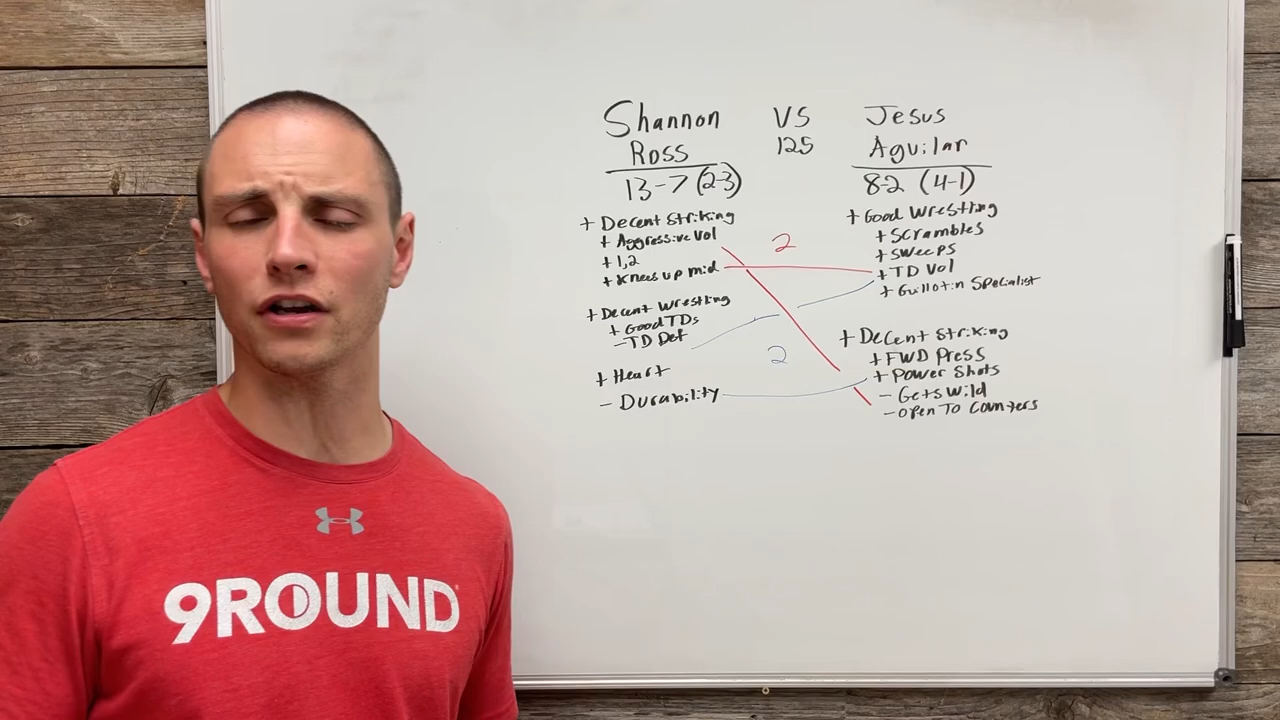 Shannon VS Jesus
Ross 125 Aguilar
13-7 (2-3) 8-2 (4-1)
+ Decent Striking
+ Aggressive Vol
+ 1,2
+ Knees up mid
+ Decent Wrestling
+ Good TDs
- TD Def
+ Heart
- Durability
2
2
+ Good Wrestling
+ Scrambles
+ Sweeps
+ TD Vol
+ Guillotin Specialist
+ Decent Striking
+ FWD Press
+ Power Shots
- Gets Wild
- Open To Counters
9ROUND